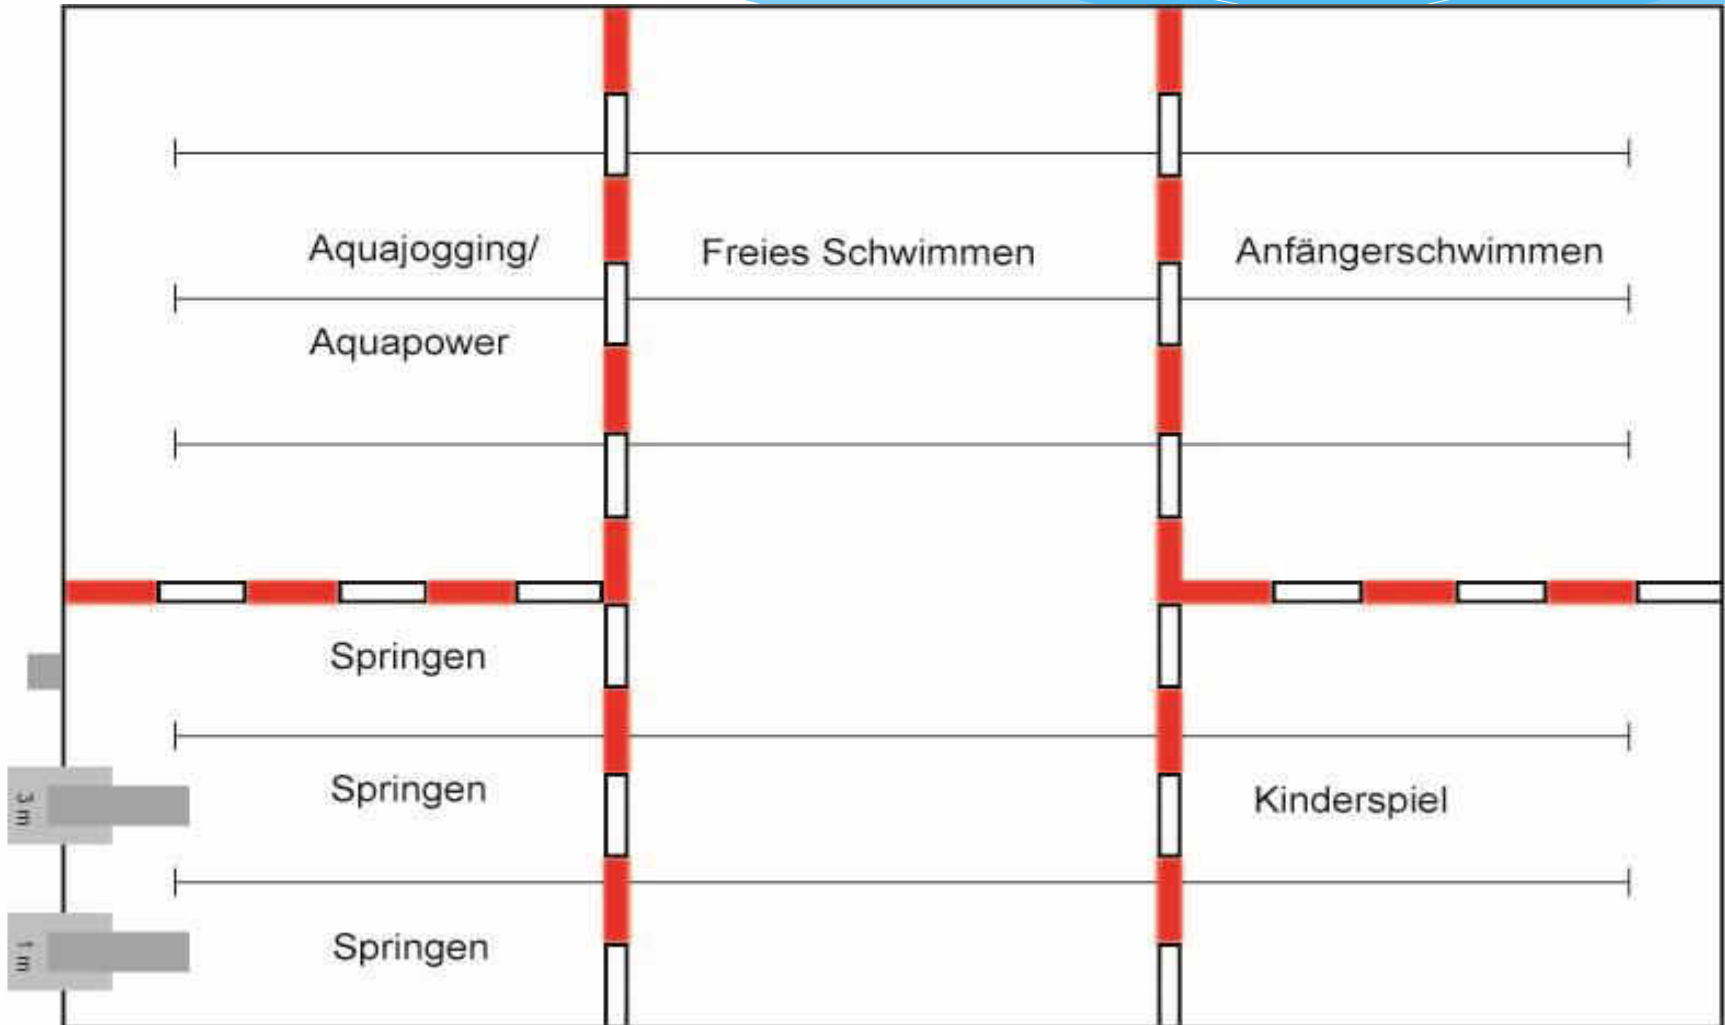 Aquajogging/
Aquapower
Freies Schwimmen
Anfängerschwimmen
Springen
3 m
Springen
Kinderspiel
1 m
Springen